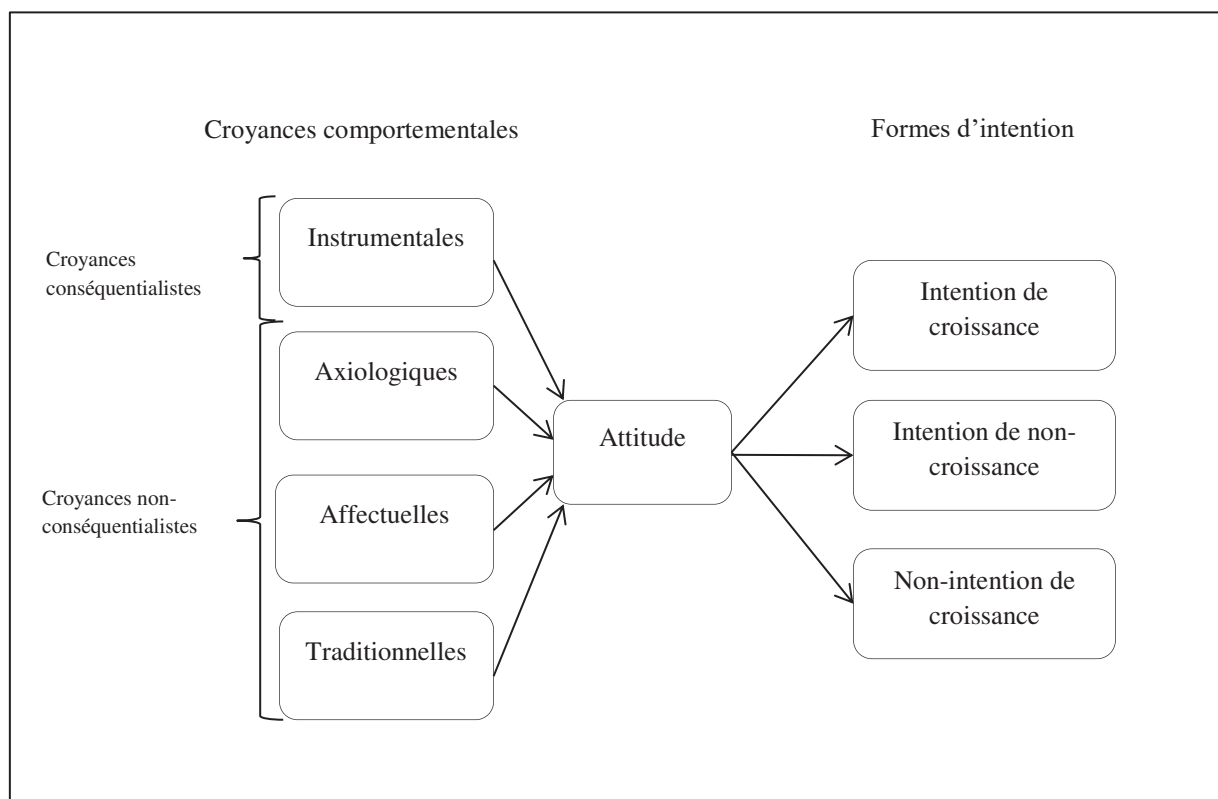 Croyances comportementales
Formes d’intention
Croyances
conséquentialistes
Instrumentales
Axiologiques
Croyances non-
conséquentialistes
Affectuelles
Traditionnelles
Attitude
Intention de
croissance
Intention de non-
croissance
Non-intention de
croissance